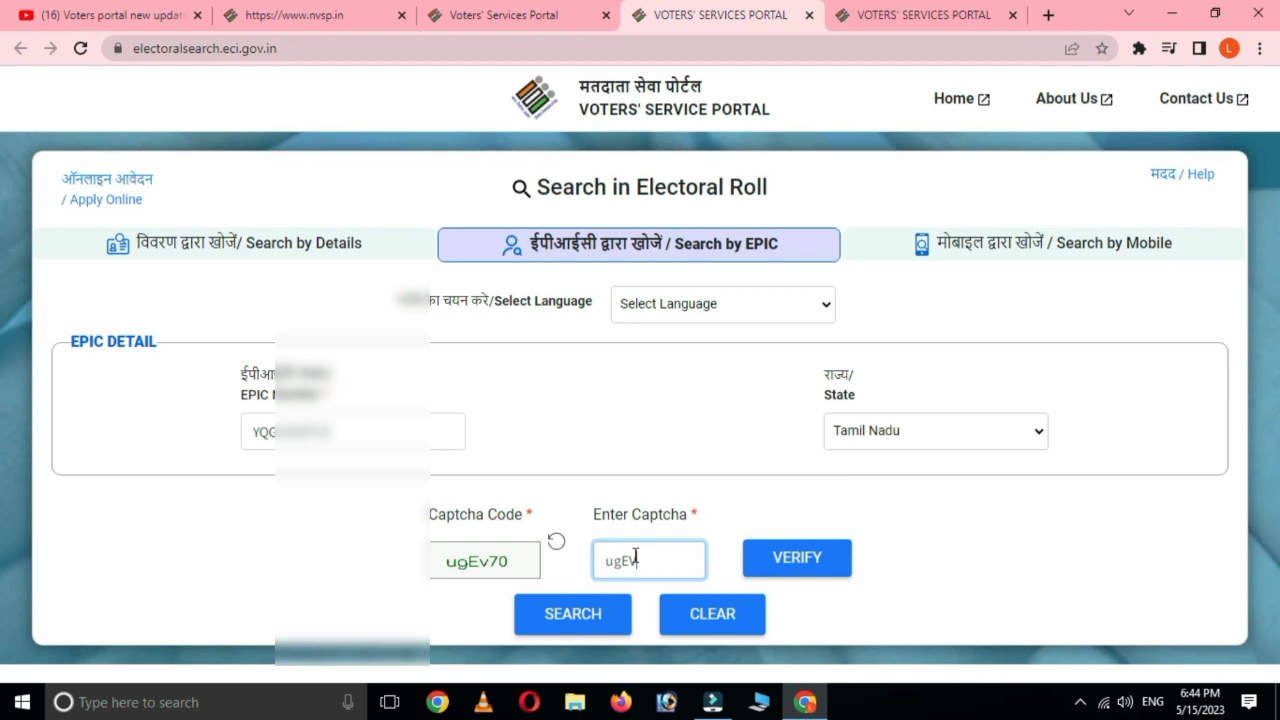 (16) Voters portal new updat
https://www.nvsp.in
Voters' Services Portal
VOTERS' SERVICES PORTAL
VOTERS' SERVICES PORTAL
electoralsearch.eci.gov.in
L
मतदाता सेवा पोर्टल
VOTERS' SERVICE PORTAL
Home
About Us
Contact Us
ऑनलाइन आवेदन
/ Apply Online
Search in Electoral Roll
मदद / Help
विवरण द्वारा खोजें/ Search by Details
ईपीआईसी द्वारा खोजें / Search by EPIC
मोबाइल द्वारा खोजें / Search by Mobile
का चयन करे/Select Language
Select Language
EPIC DETAIL
ईपीआ
राज्य/
EPIC
State
YQG
Tamil Nadu
Captcha Code *
Enter Captcha *
ugEv70
ugEV
VERIFY
SEARCH
CLEAR
Type here to search
ENG
6:44 PM
5/15/2023